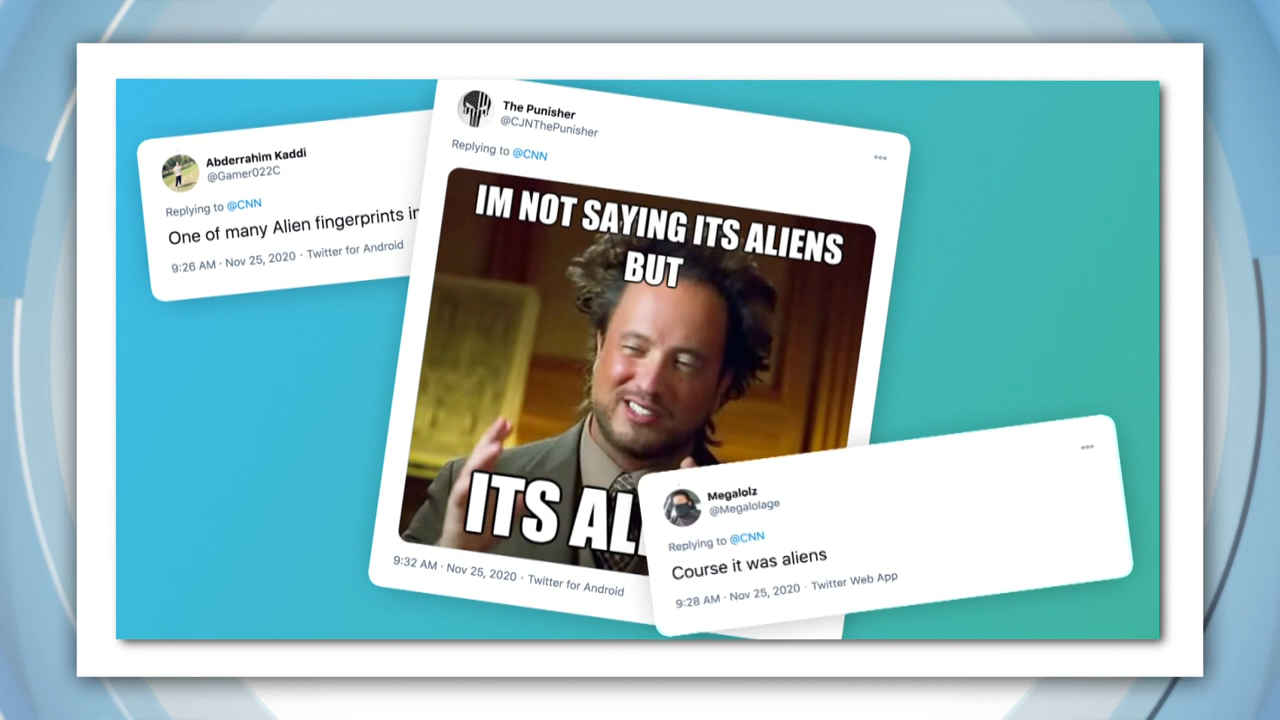 Abderrahim Kaddi
@Gamer022C
Replying to @CNN
One of many Alien fingerprints in
9:26 AM · Nov 25, 2020 · Twitter for Android
The Punisher
@CJNThePunisher
Replying to @CNN
IM NOT SAYING ITS ALIENS
BUT
ITS AL
9:32 AM · Nov 25, 2020 · Twitter for Android
Megalolz
@Megalolage
Replying to @CNN
Course it was aliens
9:28 AM · Nov 25, 2020 · Twitter Web App